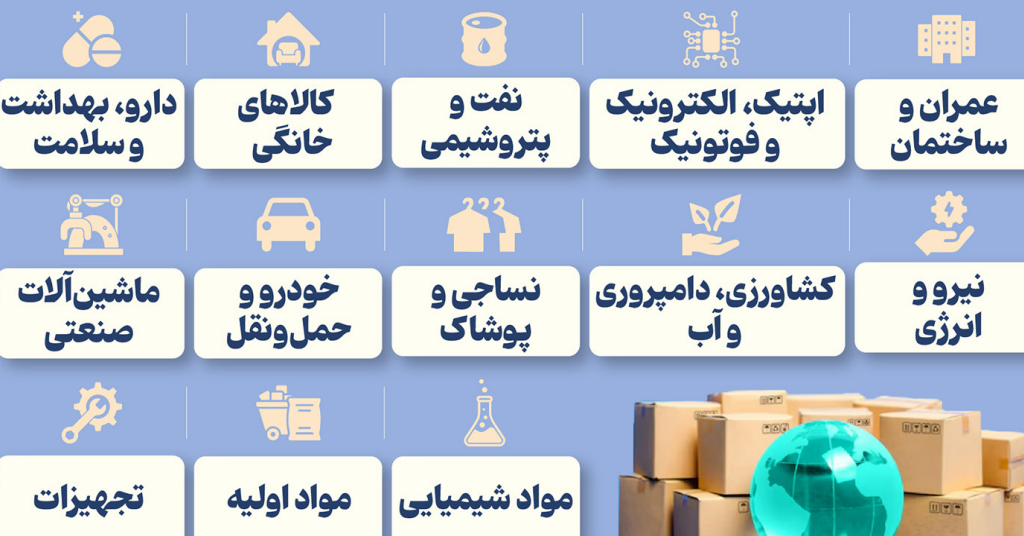 عمران و
ساختمان
اپتیک، الکترونیک
و فوتونیک
نفت و
پتروشیمی
کالاهای
خانگی
دارو، بهداشت
و سلامت
نیرو و
انرژی
کشاورزی، دامپروری
و آب
نساجی و
پوشاک
خودرو و
حمل‌ونقل
ماشین‌آلات
صنعتی
مواد شیمیایی
مواد اولیه
تجهیزات